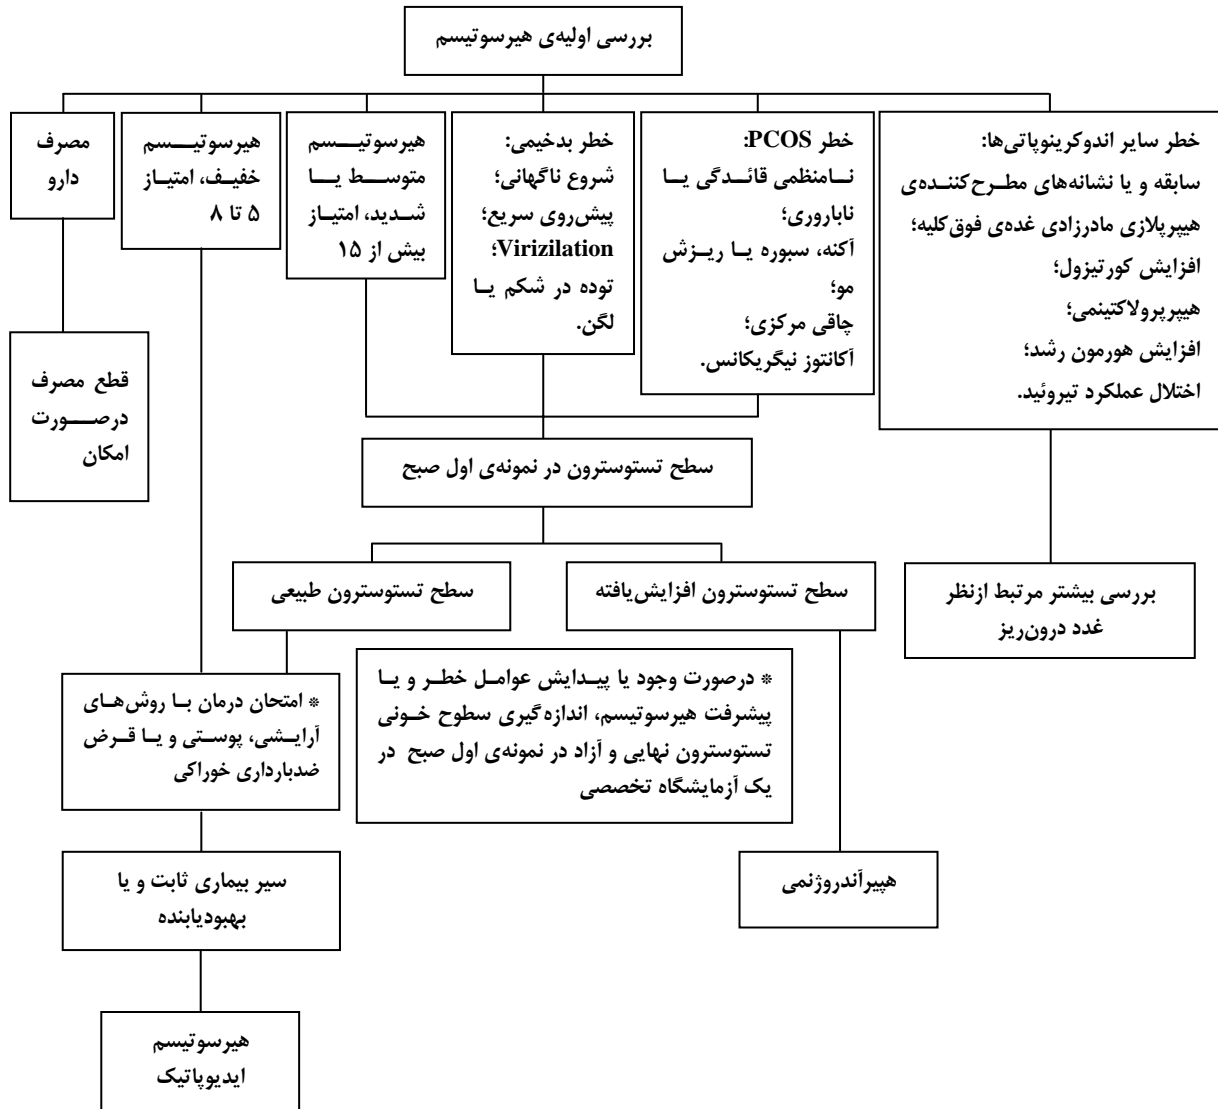 بررسی اولیه‌ی هیرسوتیسم
خطر سایر اندوکرینوپاتی‌ها:
سابقه و یا نشانه‌های مطرح‌کننده‌ی
هیپرپلازی مادرزادی غده‌ی فوق‌کلیه؛
افزایش کورتیزول؛
هیپرپرولاکتینمی؛
افزایش هورمون رشد؛
اختلال عملکرد تیروئید.
خطر PCOS:
نامنظمی قائدگی یا
ناباروری؛
آکنه، سبوره یا ریزش
مو؛
چاقی مرکزی؛
آکانتوز نیگریکانس.
خطر بدخیمی:
شروع ناگهانی؛
پیش‌روی سریع؛
Virizilation؛
توده در شکم یا
لگن.
هیرسوتیسم
متوسط یا
شدید، امتیاز
بیش از ۱۵
هیرسوتیسم
خفیف، امتیاز
۵ تا ۸
مصرف
دارو
قطع مصرف
درصورت
امکان
سطح تستوسترون در نمونه‌ی اول صبح
بررسی بیشتر مرتبط ازنظر
غدد درون‌ریز
سطح تستوسترون افزایش‌یافته
سطح تستوسترون طبیعی
* درصورت وجود یا پیدایش عوامل خطر و یا
پیشرفت هیرسوتیسم، اندازه‌گیری سطوح خونی
تستوسترون نهایی و آزاد در نمونه‌ی اول صبح در
یک آزمایشگاه تخصصی
* امتحان درمان با روش‌های
آرایشی، پوستی و یا قرض
ضدبارداری خوراکی
هیپرآندروژنمی
سیر بیماری ثابت و یا
بهبودیابنده
هیرسوتیسم
ایدیوپاتیک